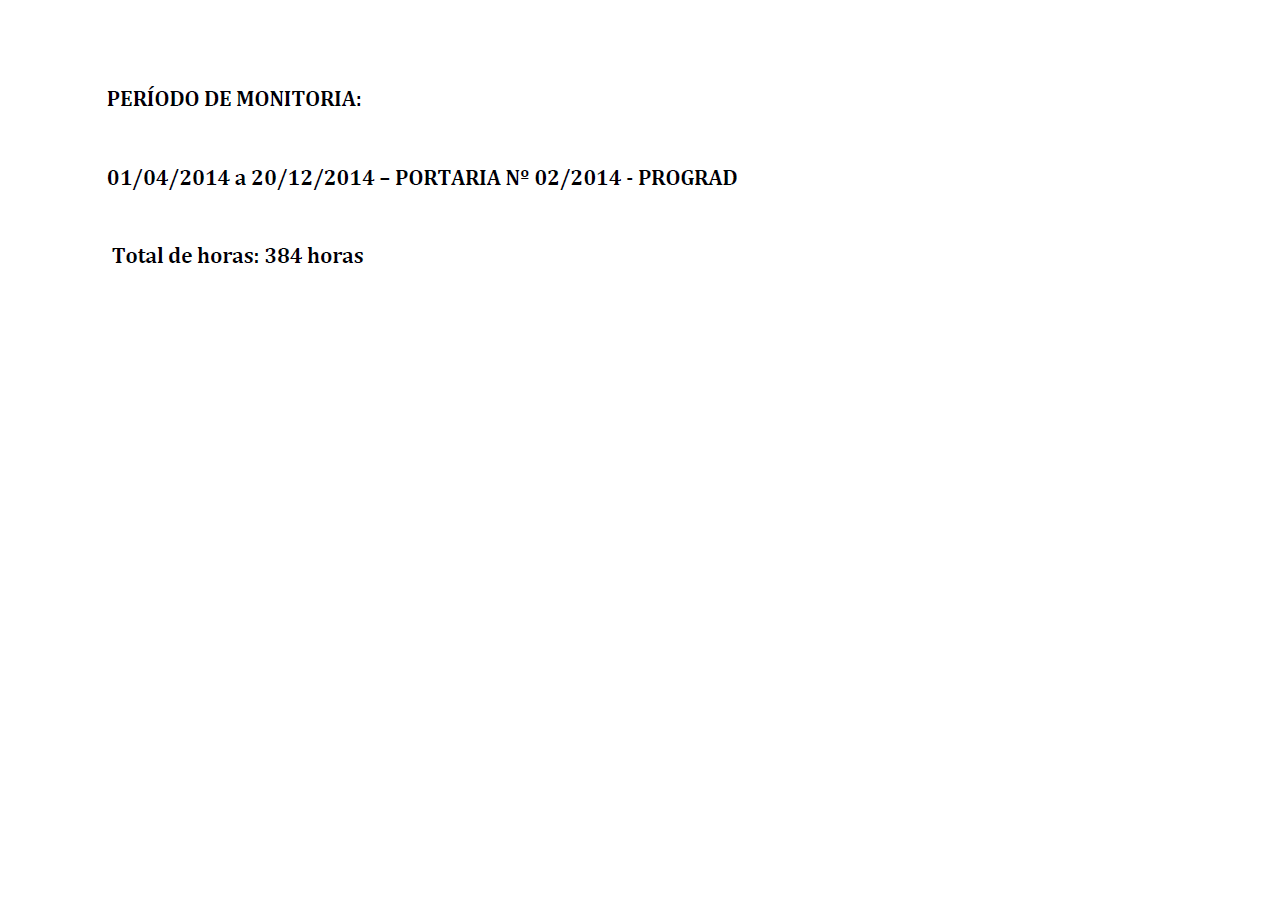 PERÍODO DE MONITORIA:
01/04/2014 a 20/12/2014 – PORTARIA Nº 02/2014 - PROGRAD
Total de horas: 384 horas